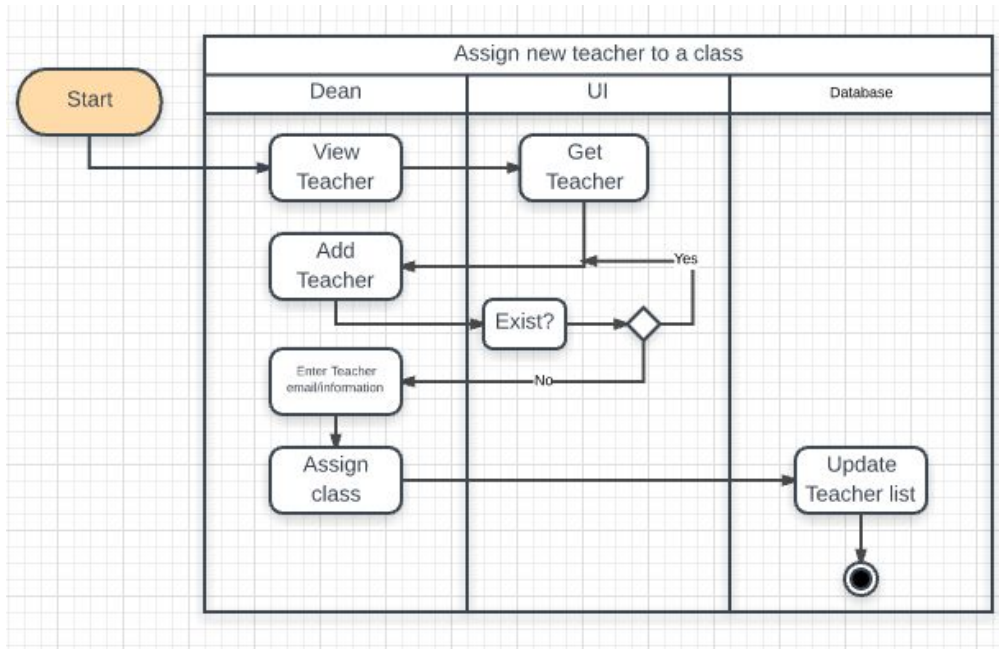 Assign new teacher to a class
Dean
UI
Database
Start
View
Teacher
Get
Teacher
Add
Teacher
Yes
Exist?
Enter Teacher
email/information
No
Assign
class
Update
Teacher list